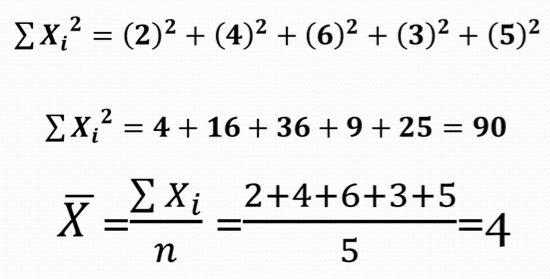 ∑ Xᵢ² = (2)² + (4)² + (6)² + (3)² + (5)²
∑ Xᵢ² = 4 + 16 + 36 + 9 + 25 = 90
X̅ = ∑ Xᵢ / n = 2+4+6+3+5 / 5 = 4